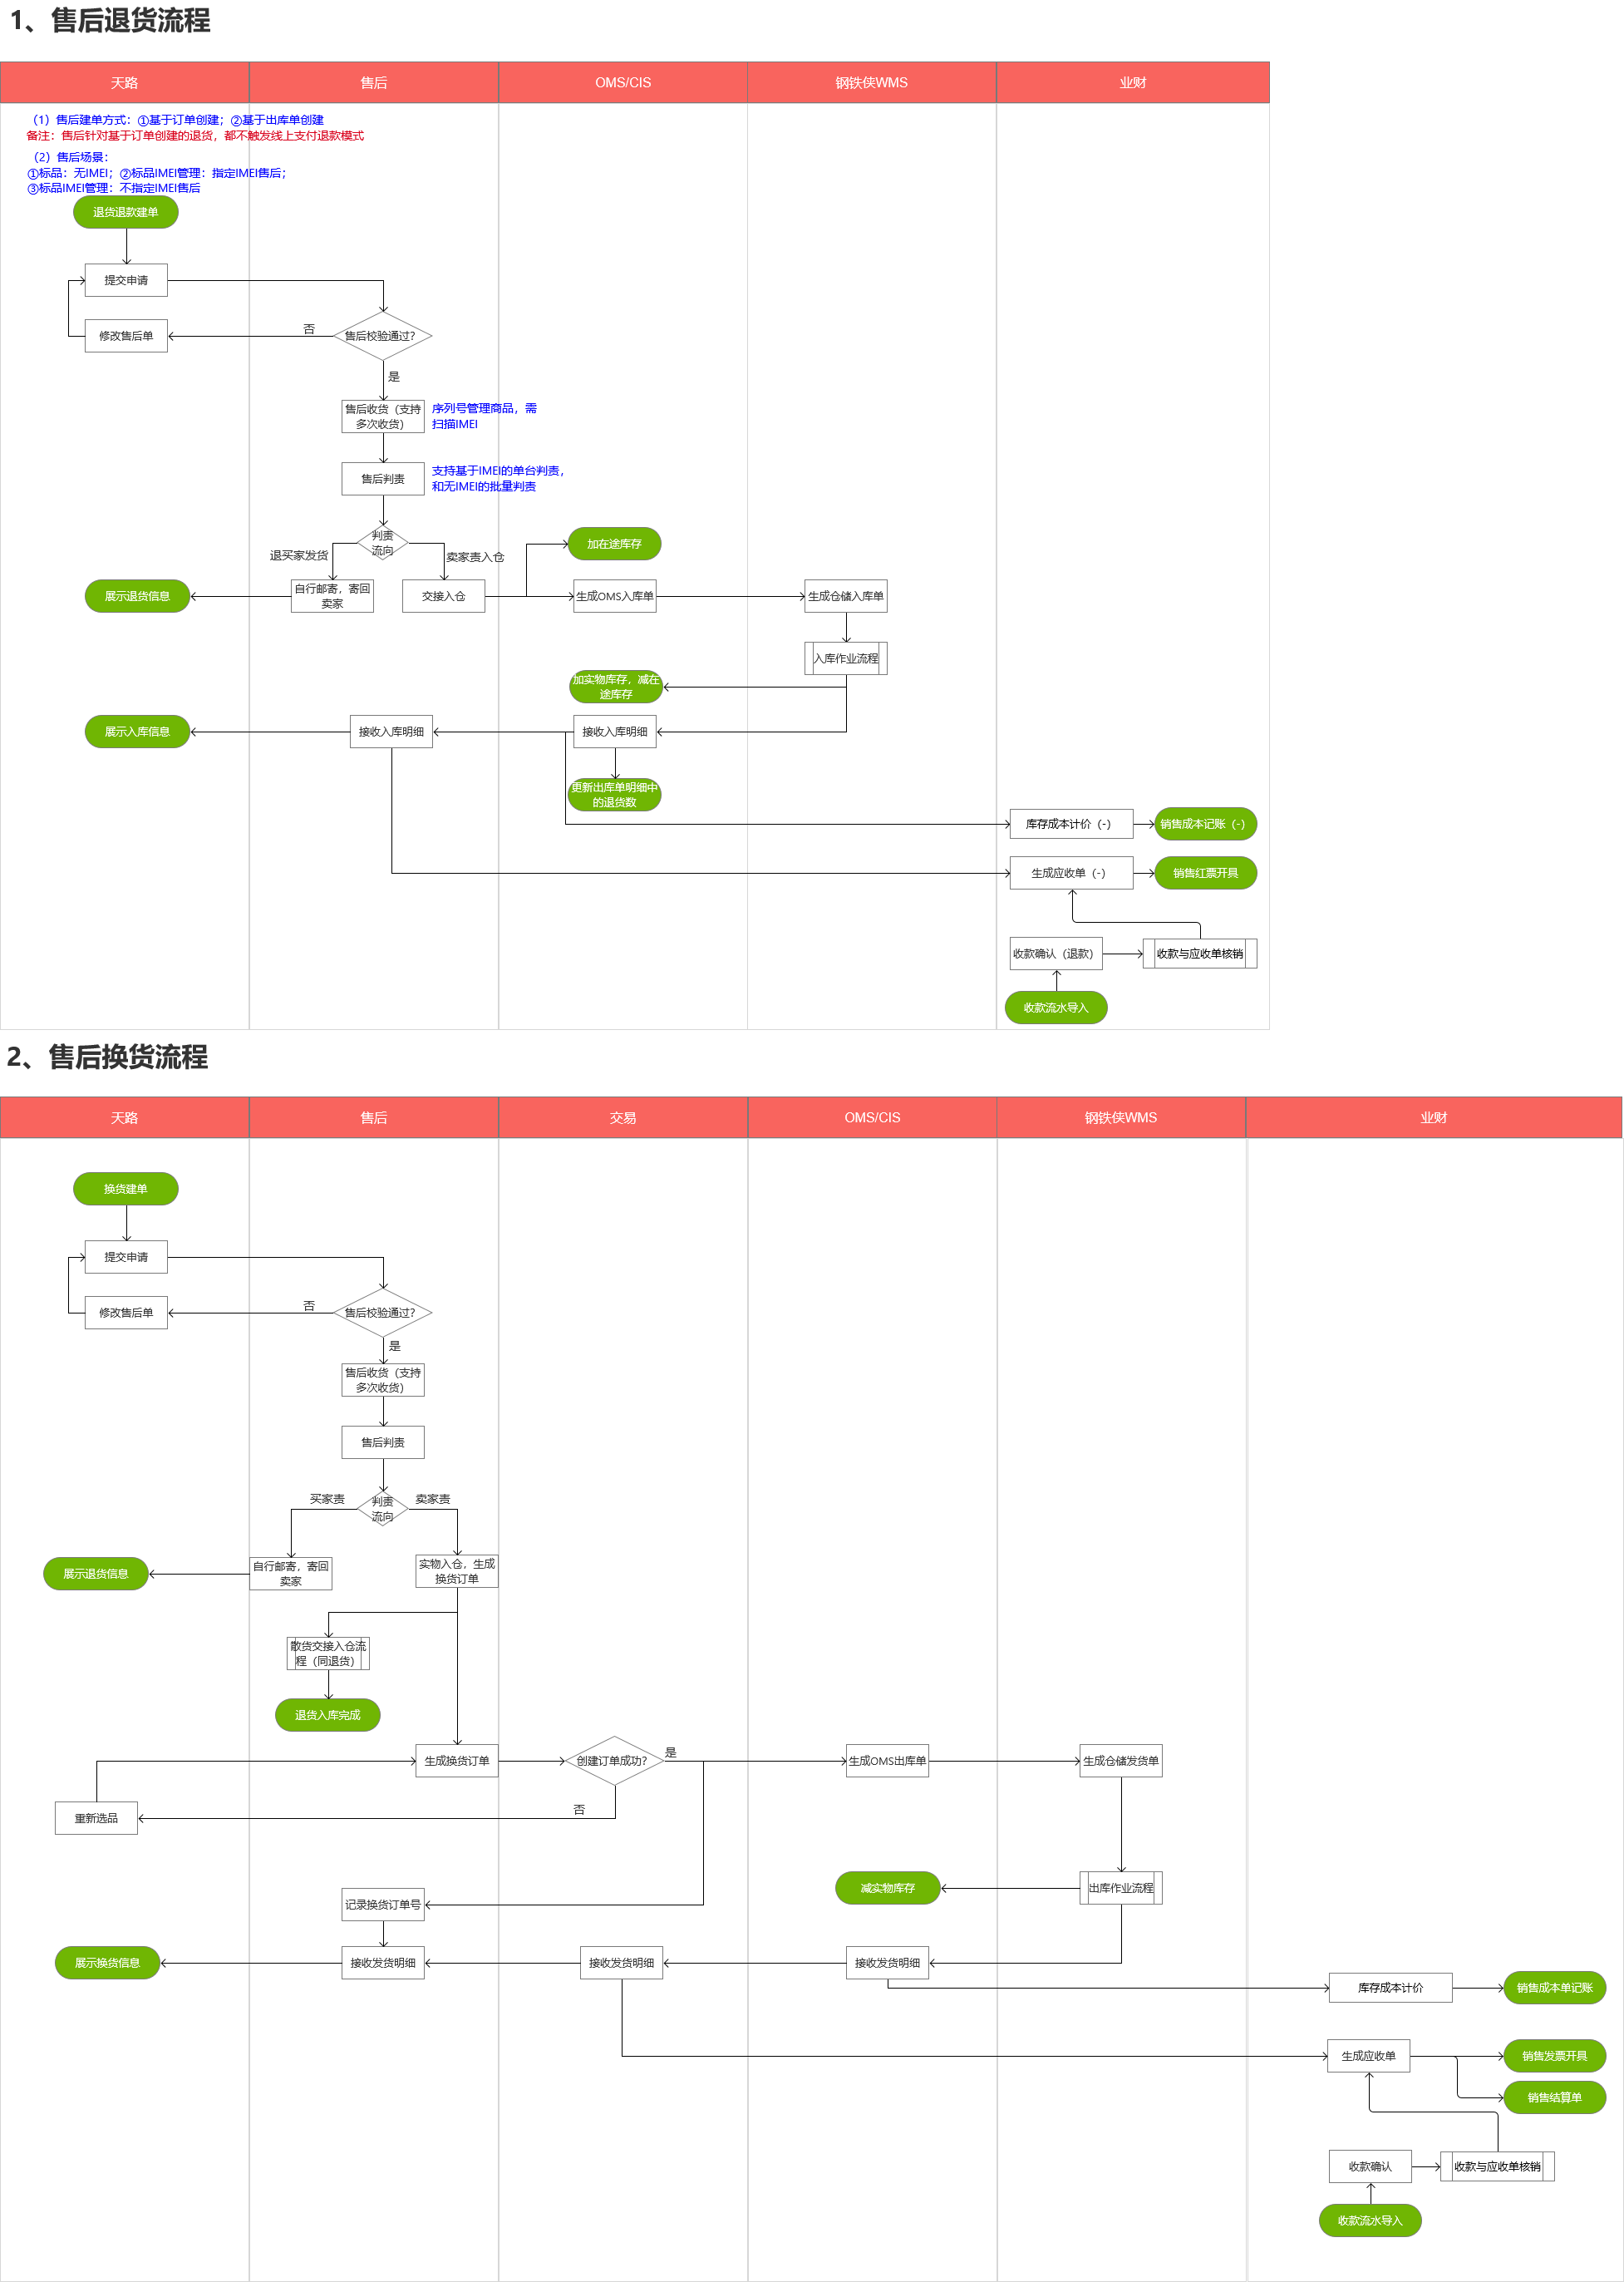 1、售后退货流程
天路
售后
OMS/CIS
钢铁侠WMS
业财
（1）售后建单方式：①基于订单创建；②基于出库单创建
备注：售后针对基于订单创建的退货，都不触发线上支付退款模式
（2）售后场景：
①标品：无IMEI；②标品IMEI管理：指定IMEI售后；
③标品IMEI管理：不指定IMEI售后
退货退款建单
提交申请
修改售后单
否
售后校验通过？
是
售后收货（支持
多次收货）
序列号管理商品，需
扫描IMEI
售后判责
支持基于IMEI的单台判责，
和无IMEI的批量判责
判责
流向
退买家发货
卖家责入仓
加在途库存
展示退货信息
自行邮寄，寄回
卖家
交接入仓
生成OMS入库单
生成仓储入库单
入库作业流程
加实物库存，减在
途库存
展示入库信息
接收入库明细
接收入库明细
更新出库单明细中
的退货数
库存成本计价（-）
销售成本记账（-）
生成应收单（-）
销售红票开具
收款确认（退款）
收款与应收单核销
收款流水导入
2、售后换货流程
天路
售后
交易
OMS/CIS
钢铁侠WMS
业财
换货建单
提交申请
修改售后单
否
售后校验通过？
是
售后收货（支持
多次收货）
售后判责
买家责
判责
流向
卖家责
展示退货信息
自行邮寄，寄回
卖家
实物入仓，生成
换货订单
散货交接入仓流
程（同退货）
退货入库完成
生成换货订单
创建订单成功？
是
生成OMS出库单
生成仓储发货单
重新选品
否
记录换货订单号
减实物库存
出库作业流程
展示换货信息
接收发货明细
接收发货明细
接收发货明细
库存成本计价
销售成本单记账
生成应收单
销售发票开具
销售结算单
收款确认
收款与应收单核销
收款流水导入